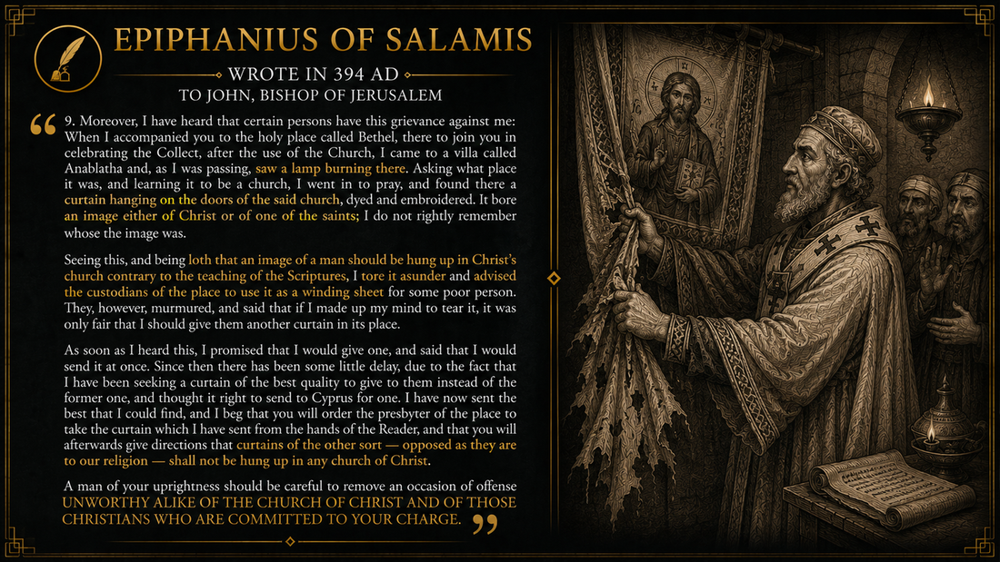 EPIPHANIUS OF SALAMIS
WROTE IN 394 AD
TO JOHN, BISHOP OF JERUSALEM
“ 9. Moreover, I have heard that certain persons have this grievance against me:
When I accompanied you to the holy place called Bethel, there to join you in
celebrating the Collect, after the use of the Church, I came to a villa called
Anablatha and, as I was passing, saw a lamp burning there. Asking what place
it was, and learning it to be a church, I went in to pray, and found there a
curtain hanging on the doors of the said church, dyed and embroidered. It bore
an image either of Christ or of one of the saints; I do not rightly remember
whose the image was.
Seeing this, and being loth that an image of a man should be hung up in Christ’s
church contrary to the teaching of the Scriptures, I tore it asunder and advised
the custodians of the place to use it as a winding sheet for some poor person.
They, however, murmured, and said that if I made up my mind to tear it, it was
only fair that I should give them another curtain in its place.
As soon as I heard this, I promised that I would give one, and said that I would
send it at once. Since then there has been some little delay, due to the fact that
I have been seeking a curtain of the best quality to give to them instead of the
former one, and thought it right to send to Cyprus for one. I have now sent the
best that I could find, and I beg that you will order the presbyter of the place to
take the curtain which I have sent from the hands of the Reader, and that you will
afterwards give directions that curtains of the other sort — opposed as they are
to our religion — shall not be hung up in any church of Christ.
A man of your uprightness should be careful to remove an occasion of offense
UNWORTHY ALIKE OF THE CHURCH OF CHRIST AND OF THOSE
CHRISTIANS WHO ARE COMMITTED TO YOUR CHARGE. ”